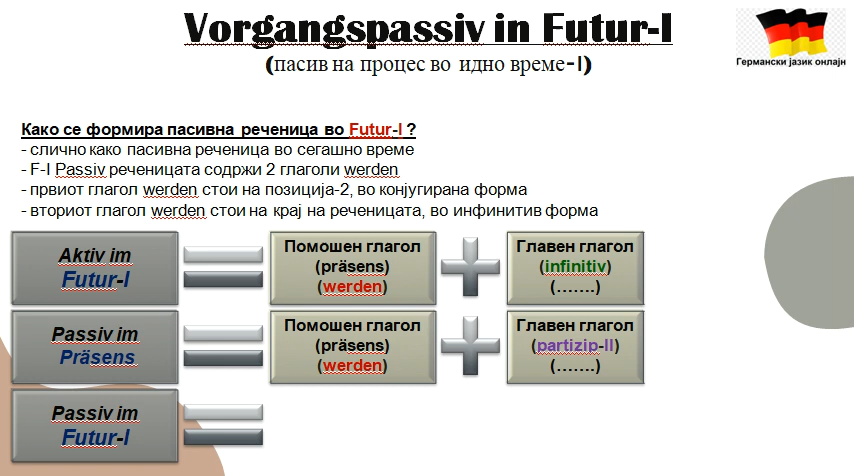 Vorgangspassiv in Futur-I
(пасив на процес во идно време-I)
Германски јазик онлајн
Како се формира пасивна реченица во Futur-I ?
- слично како пасивна реченица во сегашно време
- F-I Passiv реченицата содржи 2 глаголи werden
- првиот глагол werden стои на позиција-2, во конјугирана форма
- вториот глагол werden стои на крај на реченицата, во инфинитив форма
Aktiv im
Futur-I
Помошен глагол
(präsens)
(werden)
Главен глагол
(infinitiv)
(…….)
Passiv im
Präsens
Помошен глагол
(präsens)
(werden)
Главен глагол
(partizip-II)
(…….)
Passiv im
Futur-I